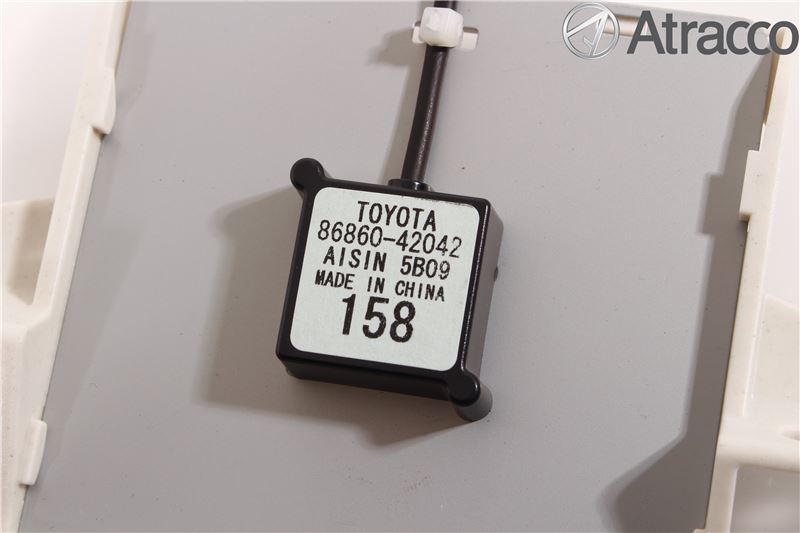 Atracco
TOYOTA
86860-42042
AISIN 5B09
MADE IN CHINA
158